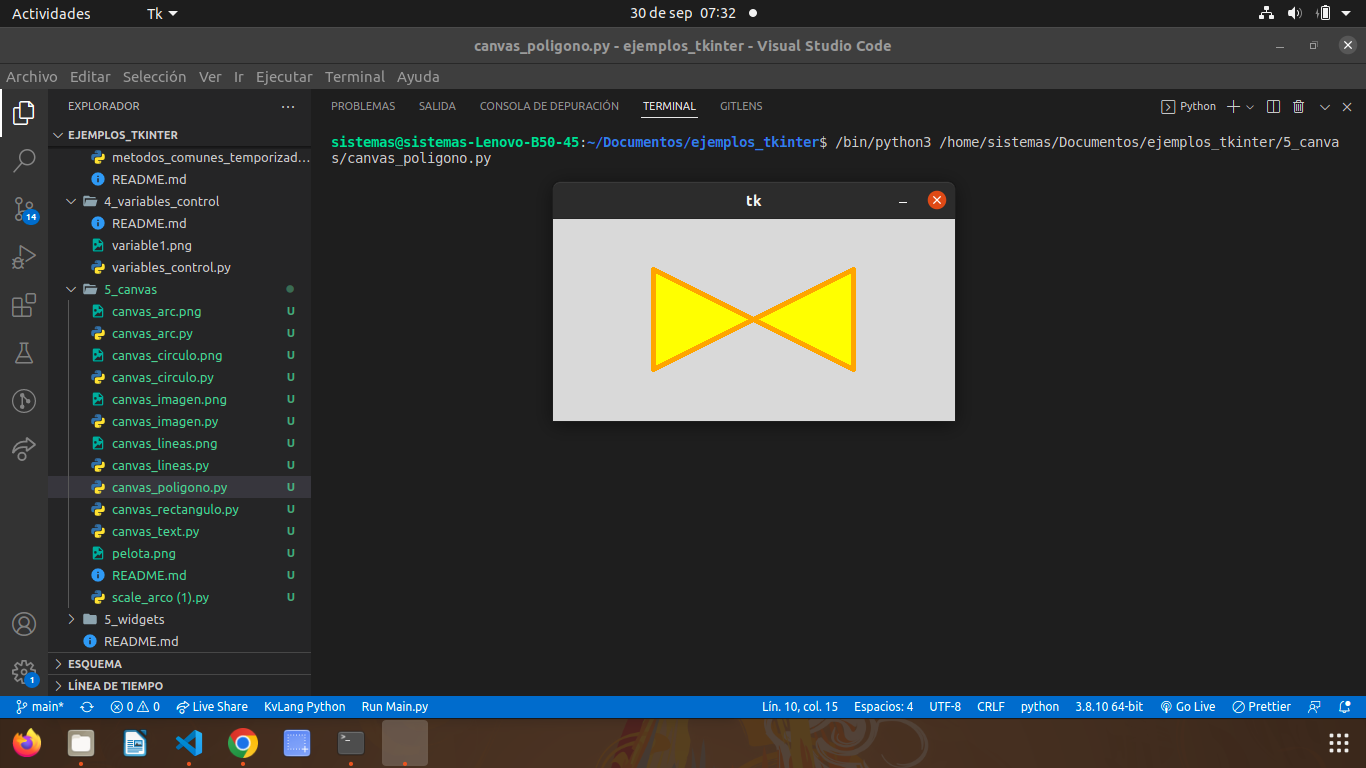 Actividades
Tk
30 de sep 07:32
canvas_poligono.py - ejemplos_tkinter - Visual Studio Code
Archivo Editar Selección Ver Ir Ejecutar Terminal Ayuda
EXPLORADOR
PROBLEMAS SALIDA CONSOLA DE DEPURACIÓN TERMINAL GITLENS
Python
EJEMPLOS_TKINTER
metodos_comunes_temporizad...
README.md
4_variables_control
README.md
variable1.png
variables_control.py
5_canvas
canvas_arc.png U
canvas_arc.py U
canvas_circulo.png U
canvas_circulo.py U
canvas_imagen.png U
canvas_imagen.py U
canvas_lineas.png U
canvas_lineas.py U
canvas_poligono.py U
canvas_rectangulo.py U
canvas_text.py U
pelota.png U
README.md U
scale_arco (1).py U
5_widgets
README.md
ESQUEMA
LÍNEA DE TIEMPO
14
1
sistemas@sistemas-Lenovo-B50-45:~/Documentos/ejemplos_tkinter$ /bin/python3 /home/sistemas/Documentos/ejemplos_tkinter/5_canva
s/canvas_poligono.py
tk
main* 0 0 Live Share KvLang Python Run Main.py
Lín. 10, col. 15 Espacios: 4 UTF-8 CRLF python 3.8.10 64-bit Go Live Prettier